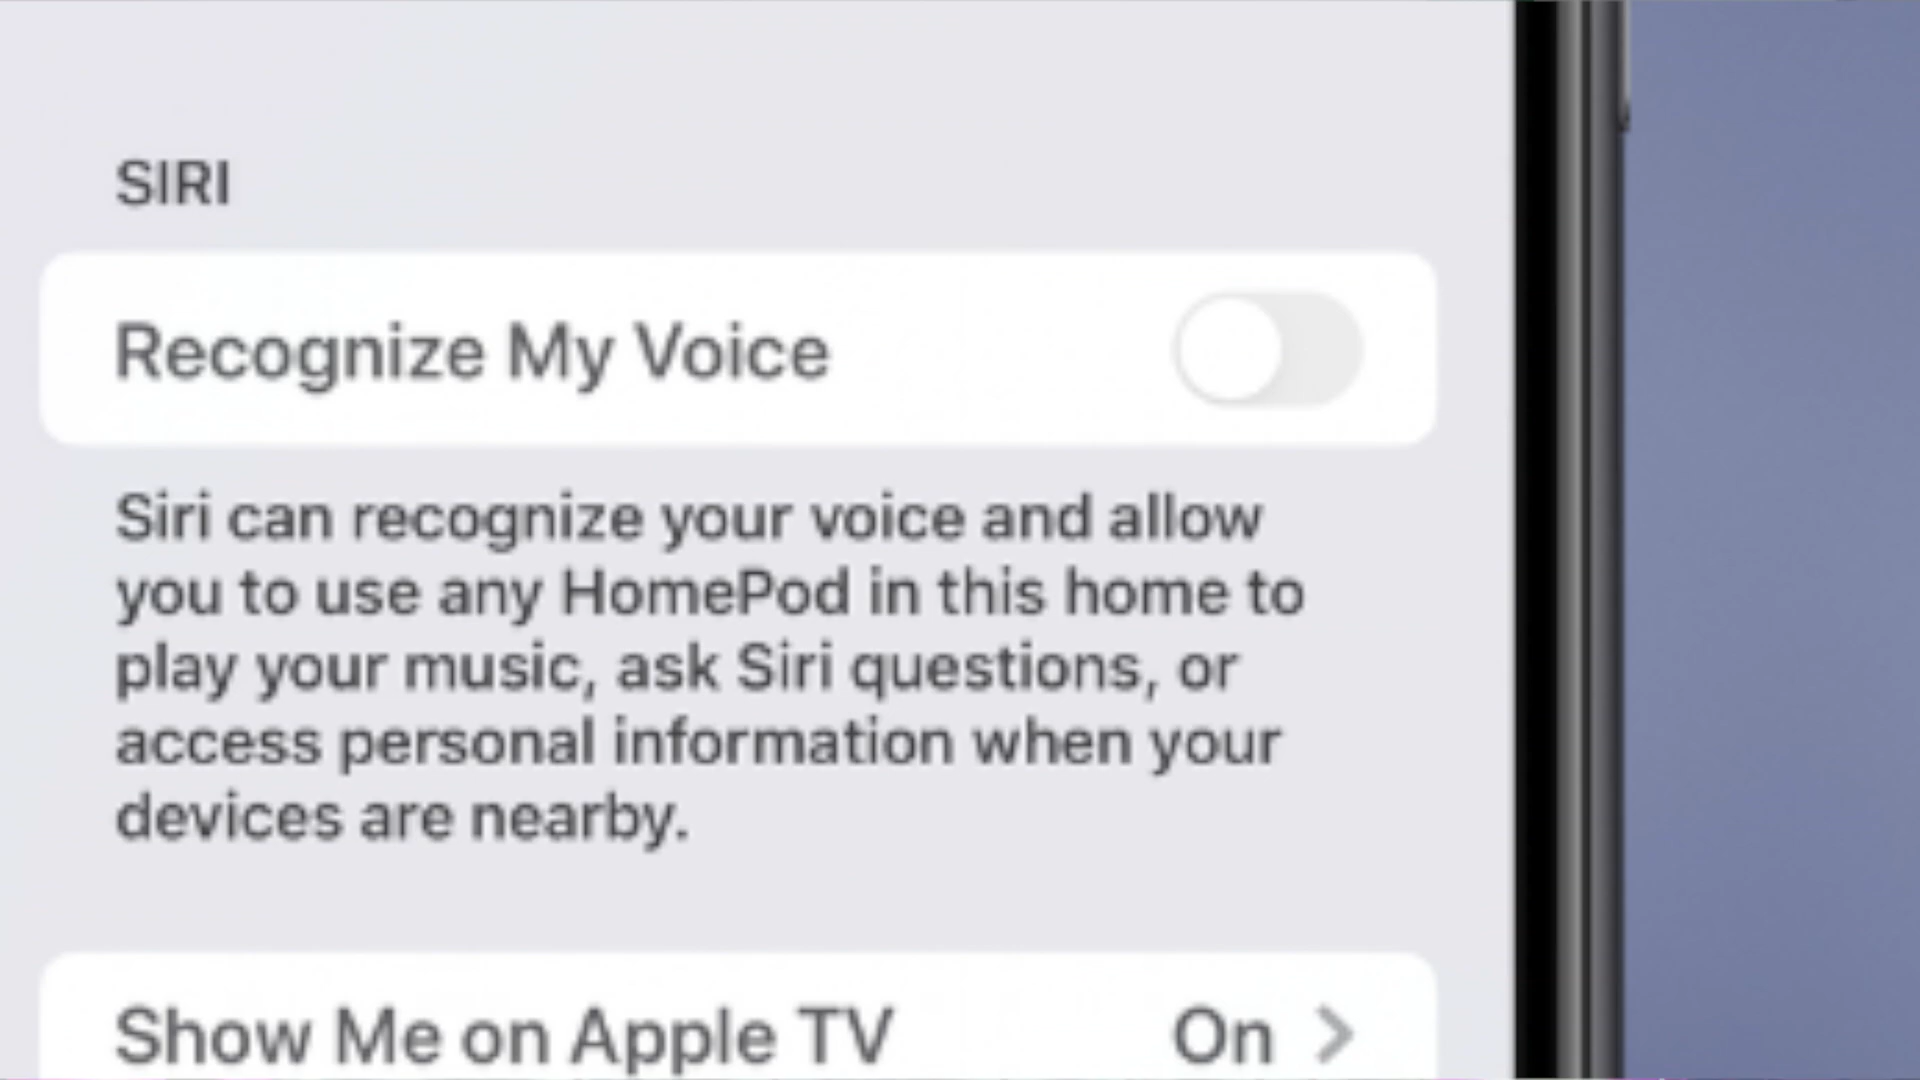 SIRI
Recognize My Voice
Siri can recognize your voice and allow
you to use any HomePod in this home to
play your music, ask Siri questions, or
access personal information when your
devices are nearby.
Show Me on Apple TV On